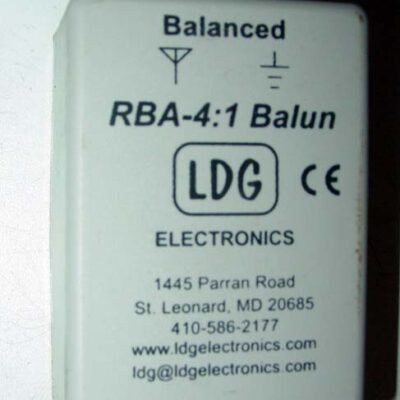 Balanced
RBA-4:1 Balun
LDG CE
ELECTRONICS
1445 Parran Road
St. Leonard, MD 20685
410-586-2177
www.ldgelectronics.com
ldg@ldgelectronics.com